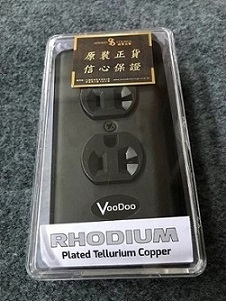 原裝正貨
信心保證
VooDoo
RHODIUM
Plated Tellurium Copper